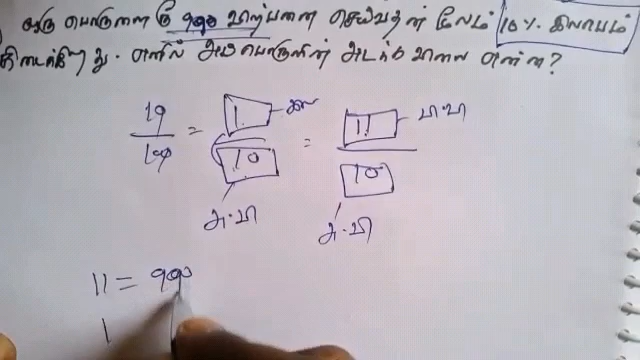 ஒரு பொருளை ரூ 990 விற்பனை செய்வதன் மூலம் 10% இலாபம்
கிடைக்கிறது. எனில் அப்பொருளின் அடக்க விலை என்ன?
10/100 = 1/10 = 11/10
அ.வி
அ.வி
11 = 990
1